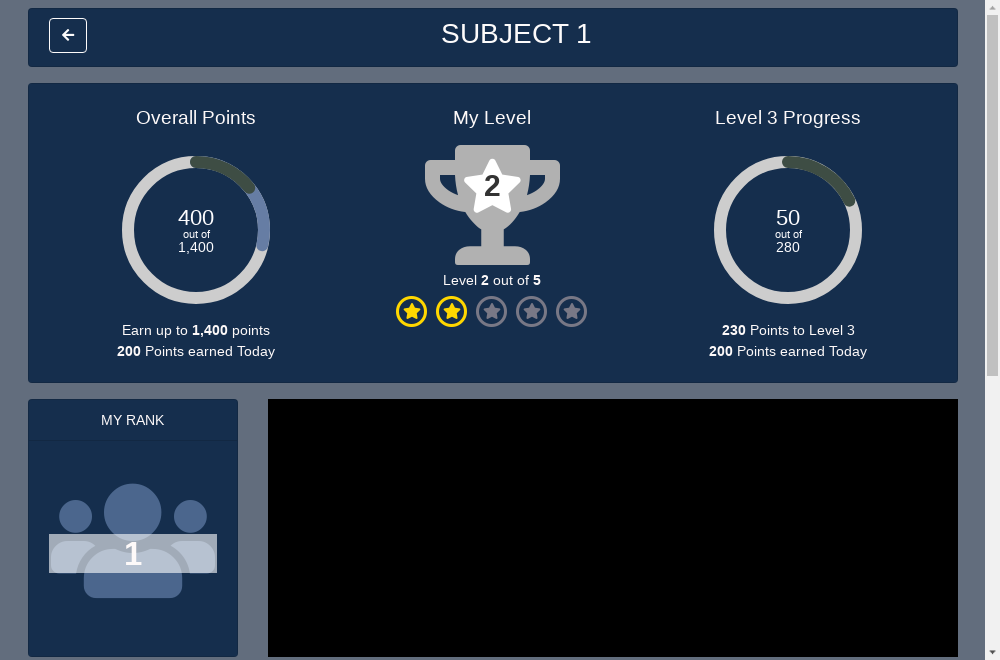 SUBJECT 1
Overall Points
400
out of
1,400
Earn up to 1,400 points
200 Points earned Today
My Level
2
Level 2 out of 5
Level 3 Progress
50
out of
280
230 Points to Level 3
200 Points earned Today
MY RANK
1